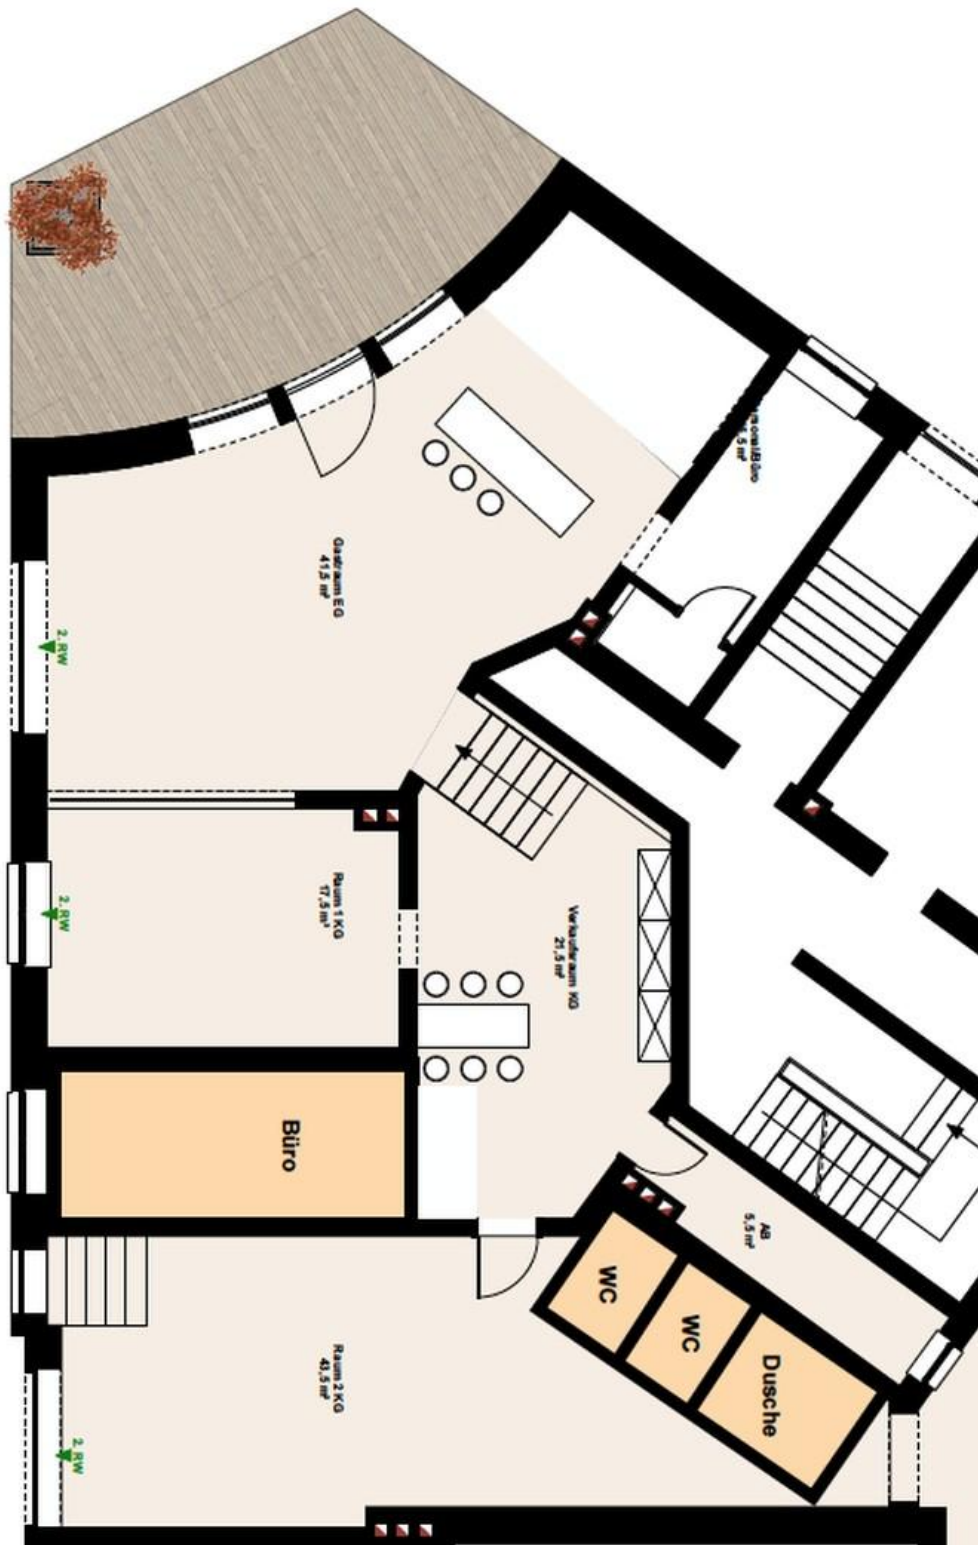 Gastraum EG
41,5 m²
2. RW
Raum 1 KG
17,5 m²
2. RW
Verkaufsraum KG
21,5 m²
Büro
AB
5,5 m²
WC
WC
Dusche
Raum 2 KG
43,5 m²
2. RW